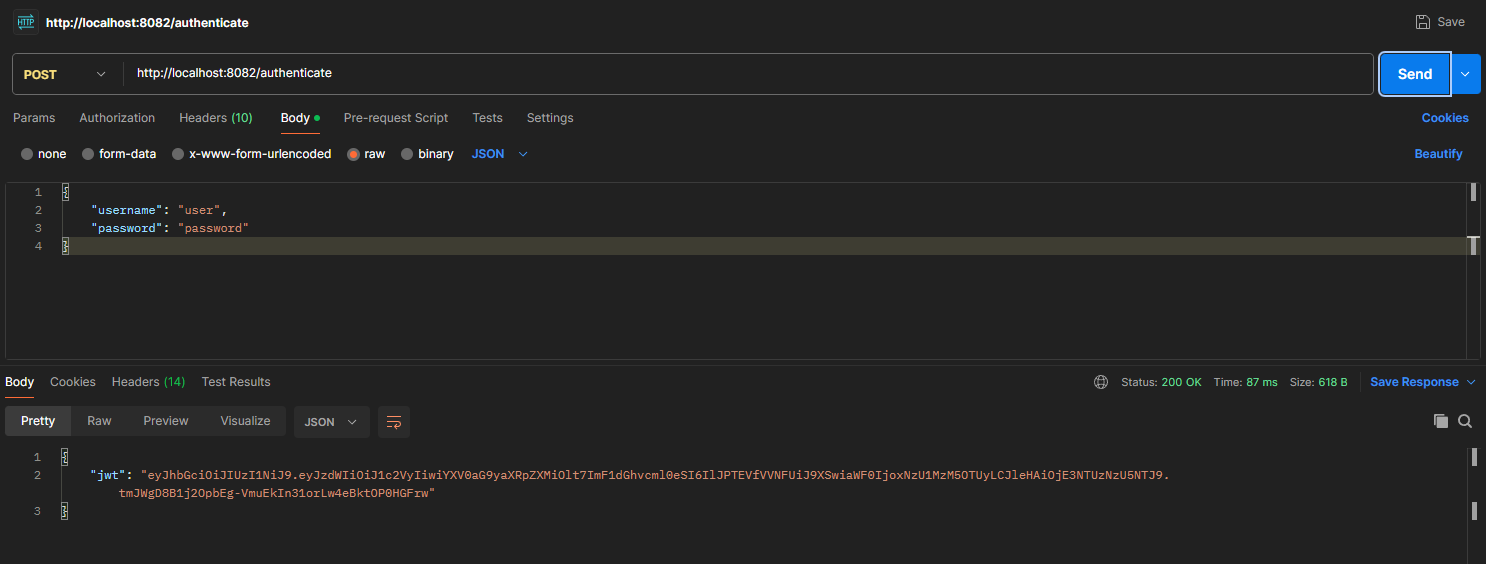 HTTP http://localhost:8082/authenticate Save
POST http://localhost:8082/authenticate Send
Params Authorization Headers (10) Body Pre-request Script Tests Settings Cookies
none form-data x-www-form-urlencoded raw binary JSON Beautify
1 {
2 "username": "user",
3 "password": "password"
4 }
Body Cookies Headers (14) Test Results Status: 200 OK Time: 87 ms Size: 618 B Save Response
Pretty Raw Preview Visualize JSON
1 {
2 "jwt": "eyJhbGciOiJIUzI1NiJ9.eyJzdWIiOiJ1c2VyIiwiYXV0aG9yaXRpZXMiOlt7ImF1dGhvcml0eSI6IlJPTEVfVVNFUiJ9XSwiaWF0IjoxNzU1MzM5OTUyLCJleHAiOjE3NTUzNzU5NTJ9.
tmJWgD8B1j2OpbEg-VmuEkIn31orLw4eBktOP0HGFrw"
3 }